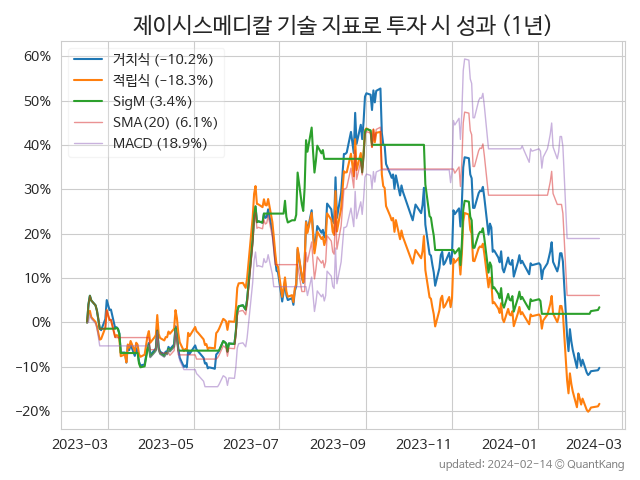 제이시스메디칼 기술 지표로 투자 시 성과 (1년)
60%
50%
40%
30%
20%
10%
0%
−10%
−20%
거치식 (−10.2%)
적립식 (−18.3%)
SigM (3.4%)
SMA(20) (6.1%)
MACD (18.9%)
2023-03 2023-05 2023-07 2023-09 2023-11 2024-01 2024-03
updated: 2024-02-14 © QuantKang